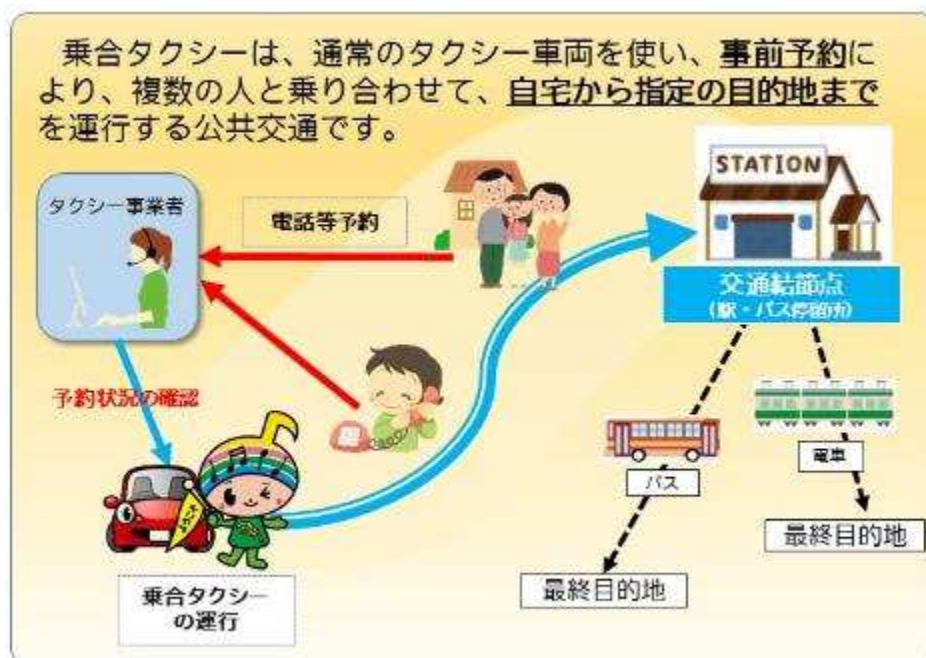 乗合タクシーは、通常のタクシー車両を使い、事前予約に
より、複数の人と乗り合わせて、自宅から指定の目的地まで
を運行する公共交通です。
タクシー事業者
電話等予約
STATION
交通結節点
(駅・バス停留所)
予約状況の確認
バス
電車
最終目的地
最終目的地
乗合タクシー
の運行